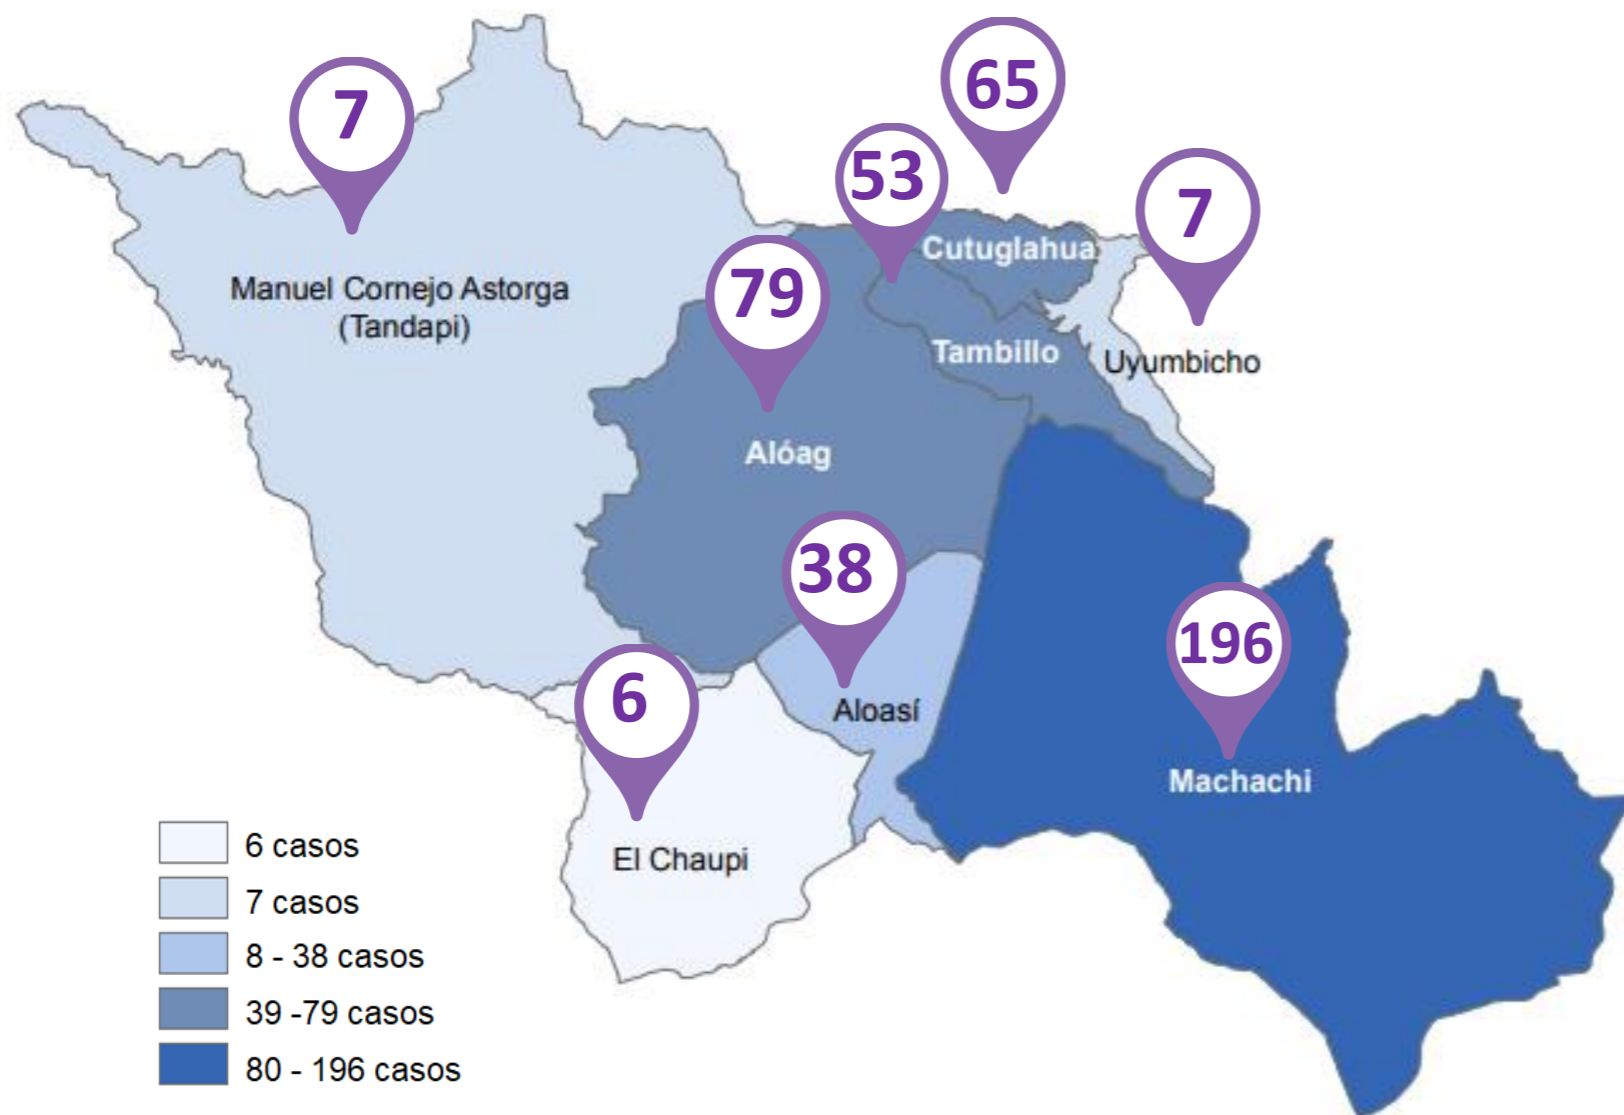 65
7
53
7
Cutuglahua
79
Manuel Cornejo Astorga
(Tandapi)
Tambillo
Uyumbicho
Alóag
38
196
6
Aloasí
Machachi
El Chaupi
6 casos
7 casos
8 - 38 casos
39 -79 casos
80 - 196 casos